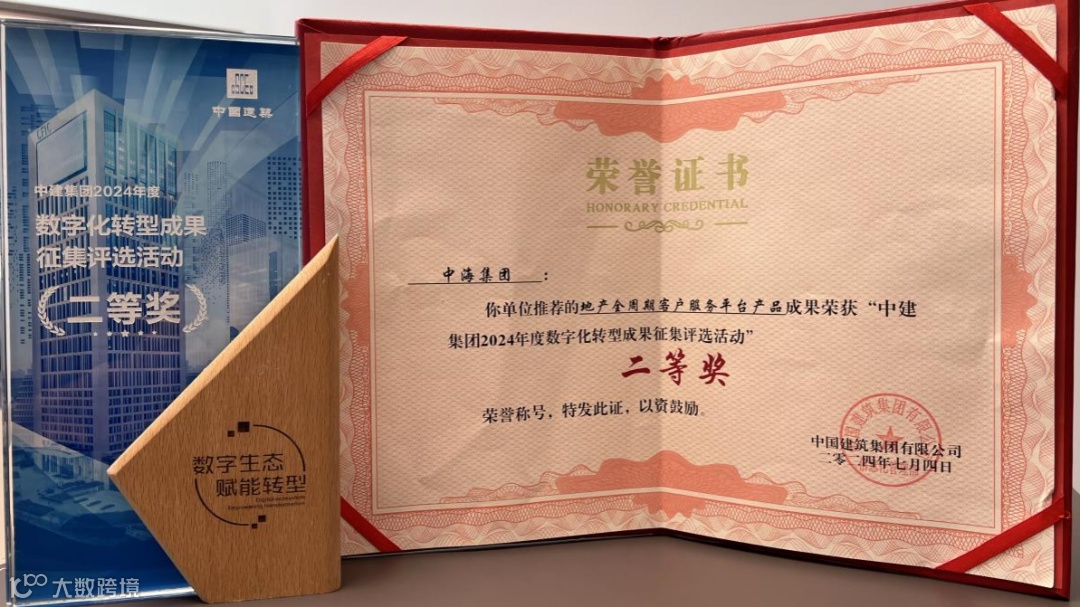 中國建築
中建集团2024年度
数字化转型成果
征集评选活动
二等奖
数字生态
赋能转型
荣誉证书
HONORARY CREDENTIAL
中海集团：
你单位推荐的地产全周期客户服务平台产品成果荣获“中建
集团2024年度数字化转型成果征集评选活动”
二等奖
荣誉称号，特发此证，以资鼓励。
中国建筑集团有限公司
二零二四年七月四日
大数跨境